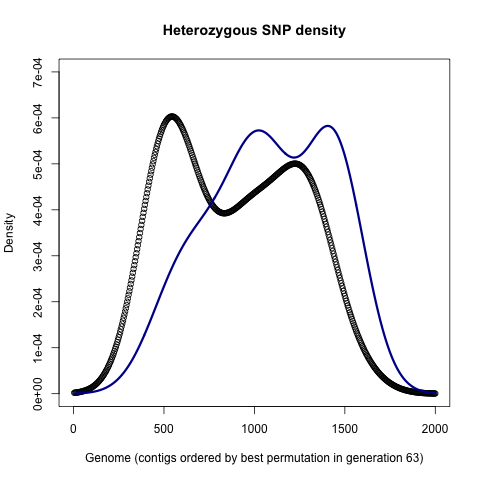 Heterozygous SNP density
7e-04
6e-04
5e-04
4e-04
3e-04
2e-04
1e-04
0e+00
Density
0 500 1000 1500 2000
Genome (contigs ordered by best permutation in generation 63)